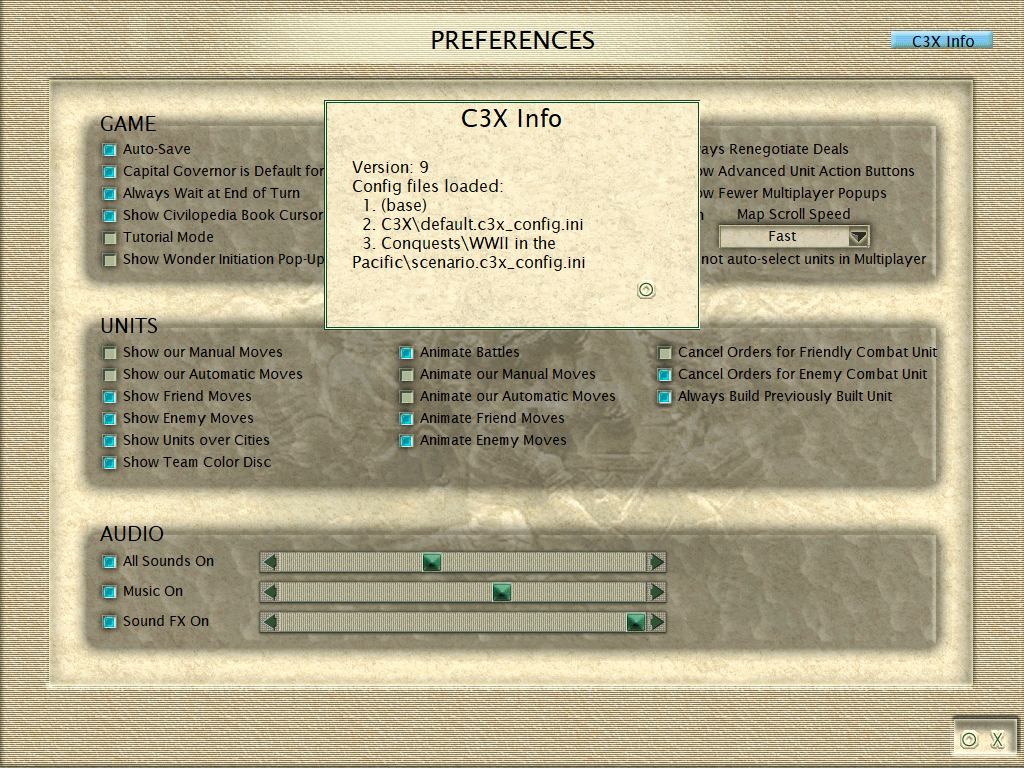 PREFERENCES
C3X Info
C3X Info
Version: 9
Config files loaded:
1. (base)
2. C3X\default.c3x_config.ini
3. Conquests\WWII in the
Pacific\scenario.c3x_config.ini
GAME
Auto-Save
Capital Governor is Default for
Always Wait at End of Turn
Show Civilopedia Book Cursor
Tutorial Mode
Show Wonder Initiation Pop-Up
Renegotiate Deals
Advanced Unit Action Buttons
Fewer Multiplayer Popups
Map Scroll Speed
Fast
not auto-select units in Multiplayer
UNITS
Show our Manual Moves
Show our Automatic Moves
Show Friend Moves
Show Enemy Moves
Show Units over Cities
Show Team Color Disc
Animate Battles
Animate our Manual Moves
Animate our Automatic Moves
Animate Friend Moves
Animate Enemy Moves
Cancel Orders for Friendly Combat Unit
Cancel Orders for Enemy Combat Unit
Always Build Previously Built Unit
AUDIO
All Sounds On
Music On
Sound FX On
X